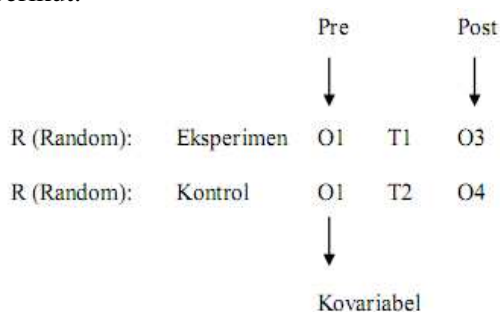 Pre Post
R (Random): Eksperimen O1 T1 O3
R (Random): Kontrol O1 T2 O4
Kovariabel